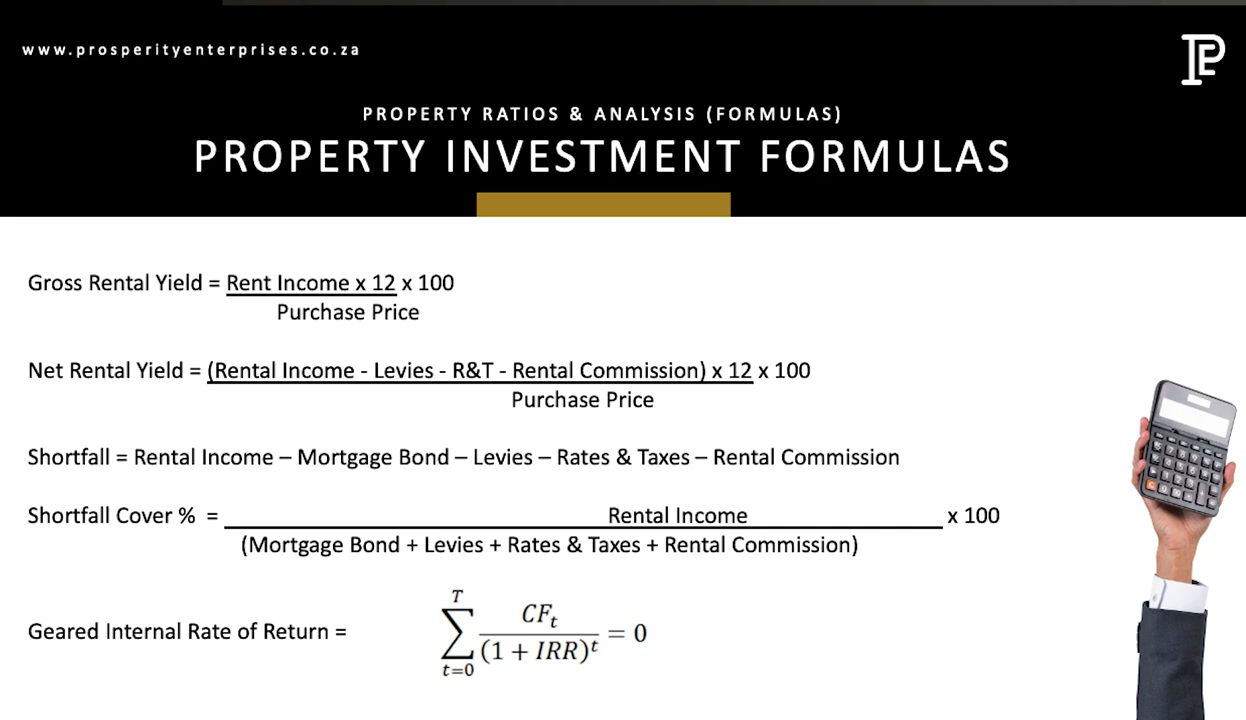 www.prosperityenterprises.co.za
PROPERTY RATIOS & ANALYSIS (FORMULAS)
PROPERTY INVESTMENT FORMULAS
Gross Rental Yield = Rent Income x 12 x 100
Purchase Price
Net Rental Yield = (Rental Income - Levies - R&T - Rental Commission) x 12 x 100
Purchase Price
Shortfall = Rental Income – Mortgage Bond – Levies – Rates & Taxes – Rental Commission
Shortfall Cover % = Rental Income x 100
(Mortgage Bond + Levies + Rates & Taxes + Rental Commission)
T
CFₜ
Geared Internal Rate of Return = ∑ = 0
(1 + IRR)ᵗ
t=0